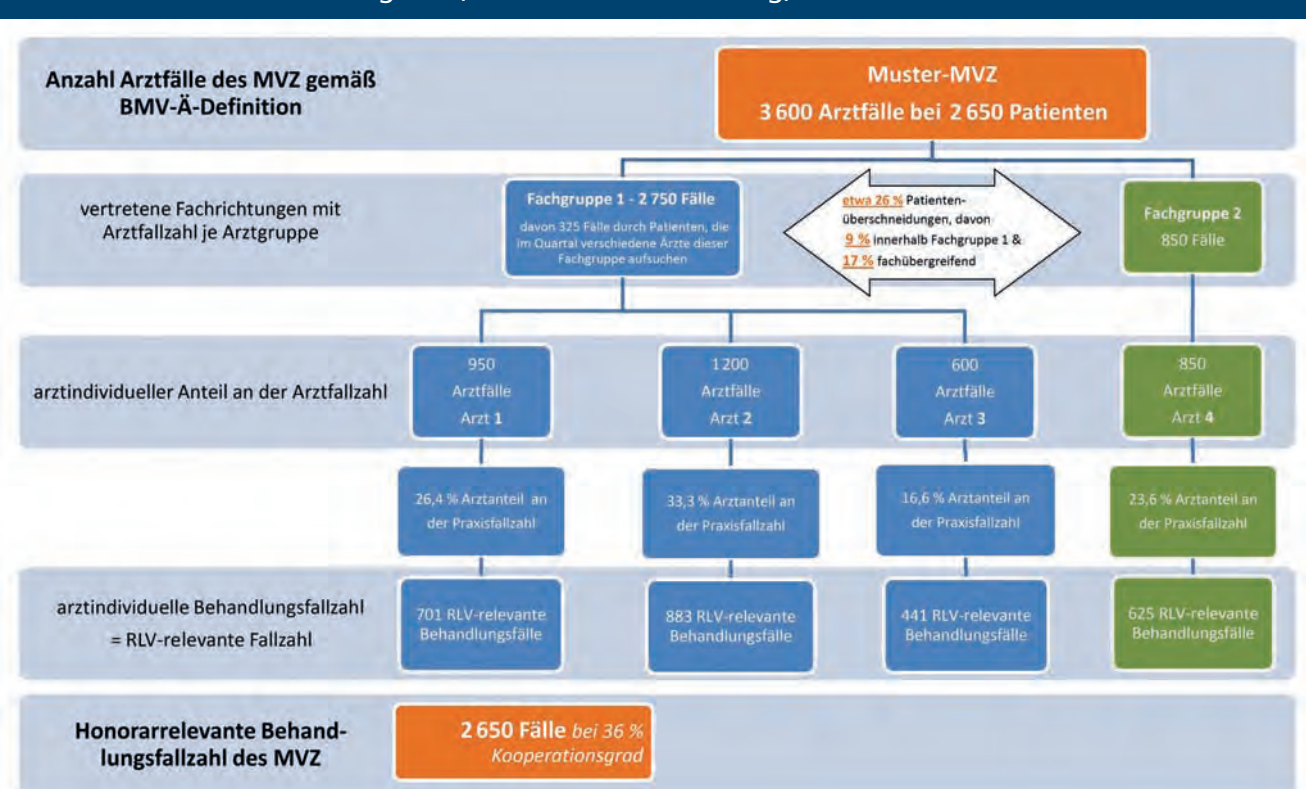 Anzahl Arztfälle des MVZ gemäß
BMV-Ä-Definition
Muster-MVZ
3 600 Arztfälle bei 2 650 Patienten
vertretene Fachrichtungen mit
Arztfallzahl je Arztgruppe
Fachgruppe 1 - 2 750 Fälle
davon 325 Fälle durch Patienten, die
im Quartal verschiedene Ärzte dieser
Fachgruppe aufsuchen
etwa 26 % Patienten-
überschneidungen, davon
9 % innerhalb Fachgruppe 1 &
17 % fachübergreifend
Fachgruppe 2
850 Fälle
arztindividueller Anteil an der Arztfallzahl
950
Arztfälle
Arzt 1
1200
Arztfälle
Arzt 2
600
Arztfälle
Arzt 3
850
Arztfälle
Arzt 4
26,4 % Arztanteil an
der Praxisfallzahl
33,3 % Arztanteil an
der Praxisfallzahl
16,6 % Arztanteil an
der Praxisfallzahl
23,6 % Arztanteil an
der Praxisfallzahl
arztindividuelle Behandlungsfallzahl
= RLV-relevante Fallzahl
701 RLV-relevante
Behandlungsfälle
883 RLV-relevante
Behandlungsfälle
441 RLV-relevante
Behandlungsfälle
625 RLV-relevante
Behandlungsfälle
Honorarrelevante Behand-
lungsfallzahl des MVZ
2 650 Fälle bei 36 %
Kooperationsgrad